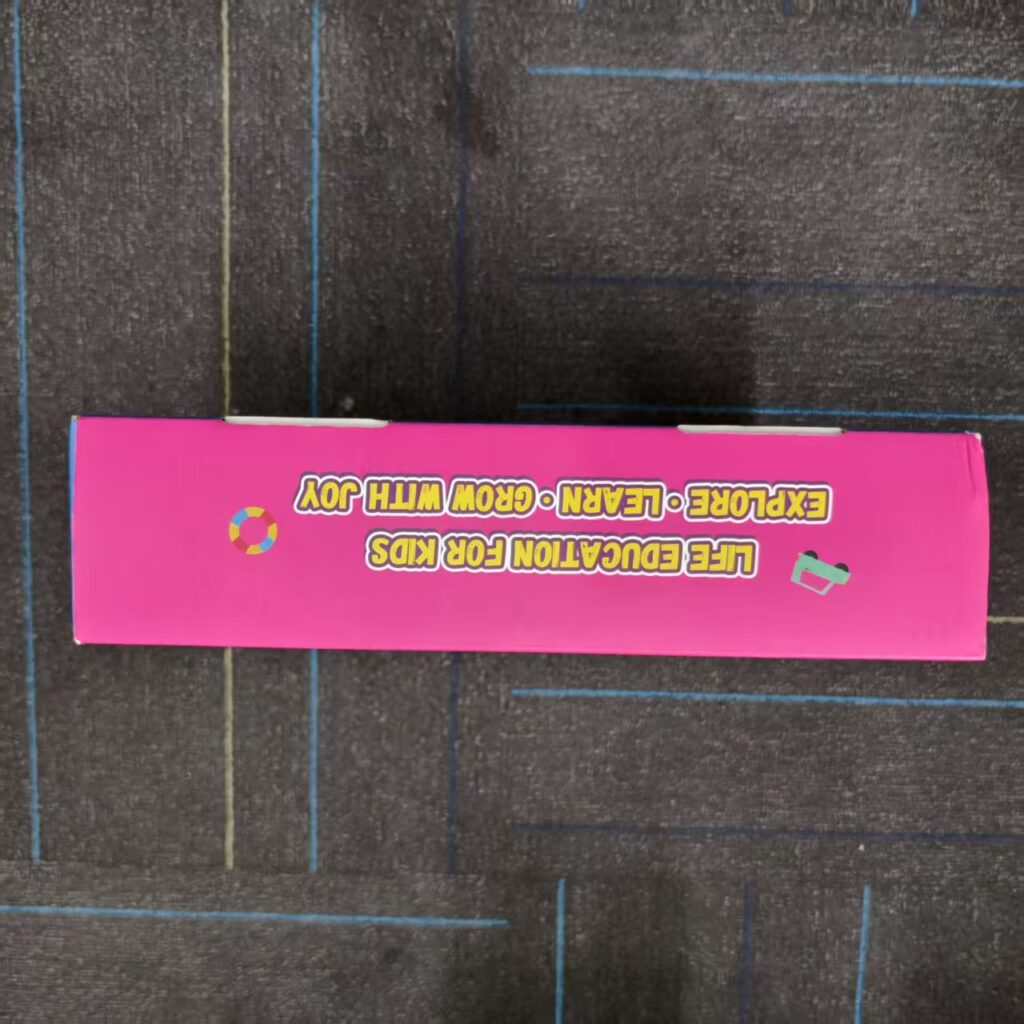 LIFE EDUCATION FOR KIDS
EXPLORE • LEARN • GROW WITH JOY